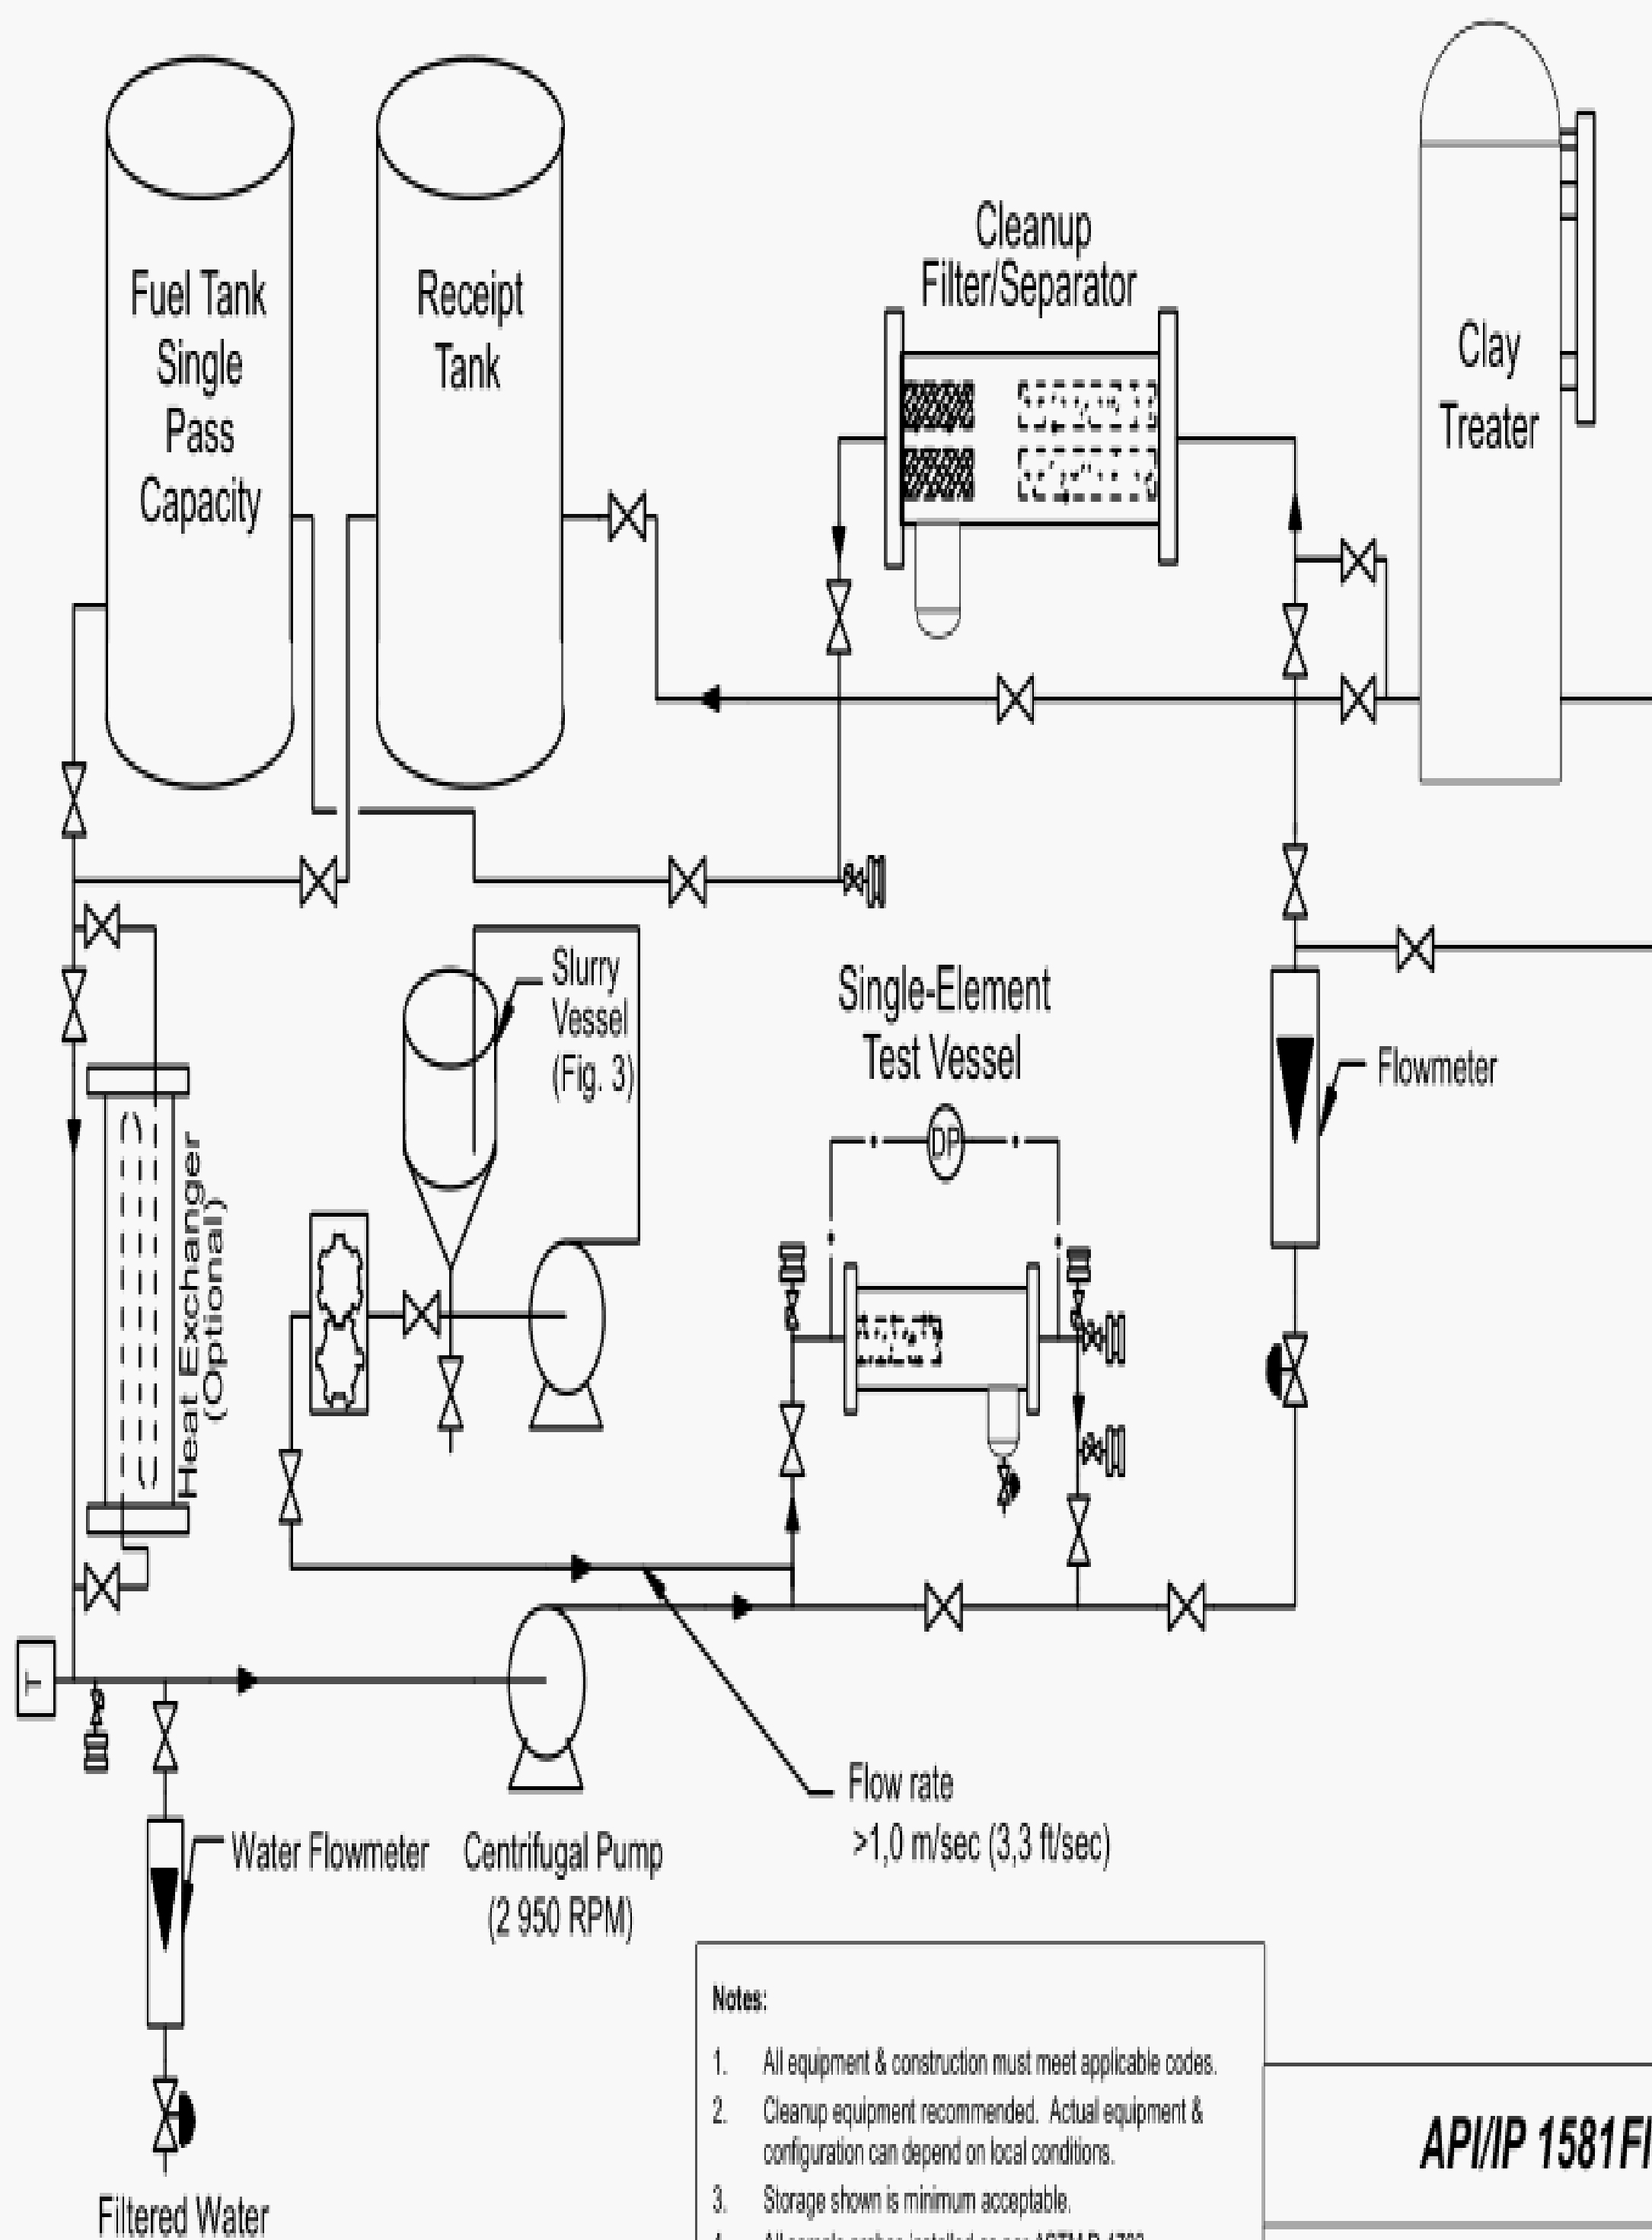 Fuel Tank
Single
Pass
Capacity
Receipt
Tank
Cleanup
Filter/Separator
Clay
Treater
Slurry
Vessel
(Fig. 3)
Single-Element
Test Vessel
DP
Flowmeter
Heat Exchanger
(Optional)
T
Flow rate
>1,0 m/sec (3,3 ft/sec)
Water Flowmeter
Centrifugal Pump
(2 950 RPM)
Filtered Water
Notes:
1. All equipment & construction must meet applicable codes.
2. Cleanup equipment recommended. Actual equipment &
configuration can depend on local conditions.
3. Storage shown is minimum acceptable.
API/IP 1581